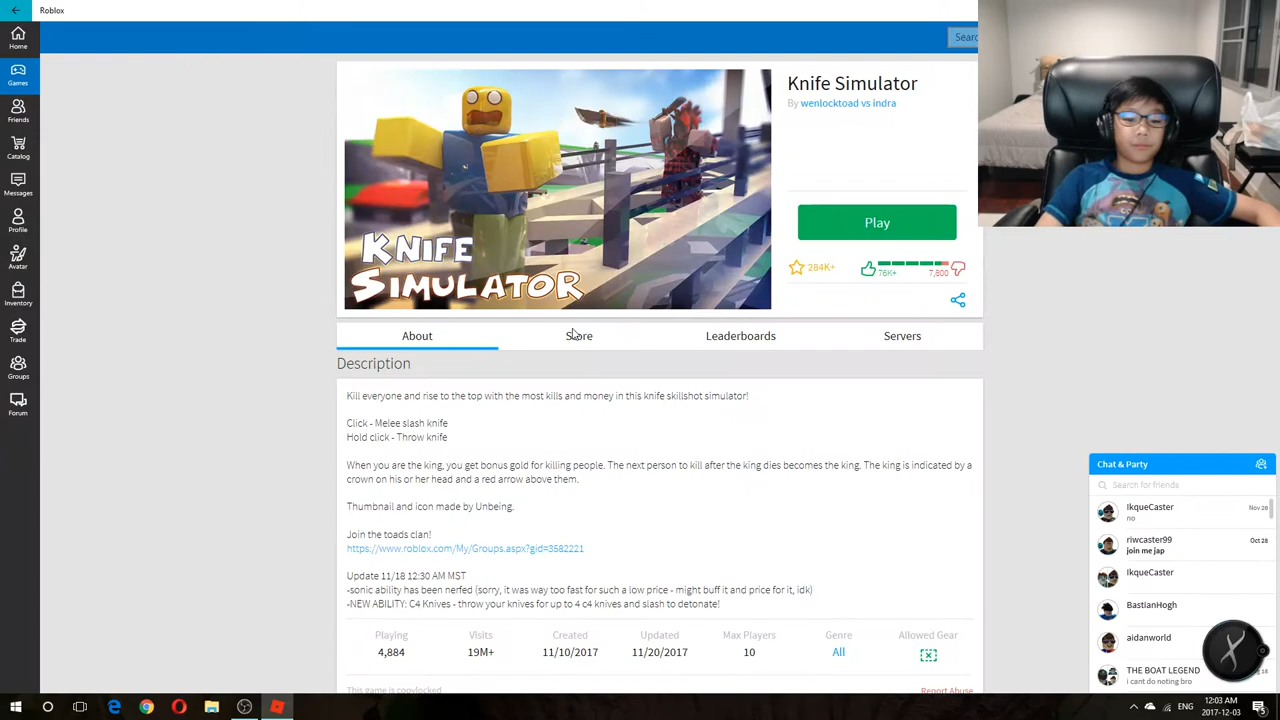 Roblox
Home
Games
Friends
Catalog
Messages
Profile
Avatar
Inventory
Trade
Groups
Forum
KNIFE
SIMULATOR
Knife Simulator
By wenlocktoad vs indra
Play
284K+
76K+
7,800
About
Store
Leaderboards
Servers
Description
Kill everyone and rise to the top with the most kills and money in this knife skillshot simulator!
Click - Melee slash knife
Hold click - Throw knife
When you are the king, you get bonus gold for killing people. The next person to kill after the king dies becomes the king. The king is indicated by a
crown on his or her head and a red arrow above them.
Thumbnail and icon made by Unbeing.
Join the toads clan!
https://www.roblox.com/My/Groups.aspx?gid=3582221
Update 11/18 12:30 AM MST
-sonic ability has been nerfed (sorry, it was way too fast for such a low price - might buff it and price for it, idk)
-NEW ABILITY: C4 Knives - throw your knives for up to 4 c4 knives and slash to detonate!
Playing
Visits
Created
Updated
Max Players
Genre
Allowed Gear
4,884
19M+
11/10/2017
11/20/2017
10
All
This game is copylocked
Report Abuse
Chat & Party
Search for friends
IkqueCaster
Nov 28
no
riwcaster99
Oct 28
join me jap
IkqueCaster
BastianHogh
aidanworld
THE BOAT LEGEND
i cant do noting bro
ENG
12:03 AM
2017-12-03